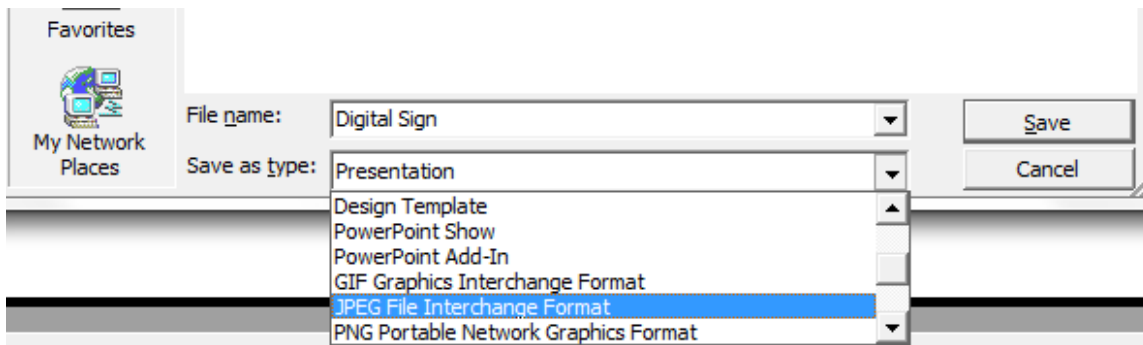 Favorites
My Network
Places
File name:
Digital Sign
Save
Save as type:
Presentation
Cancel
Design Template
PowerPoint Show
PowerPoint Add-In
GIF Graphics Interchange Format
JPEG File Interchange Format
PNG Portable Network Graphics Format